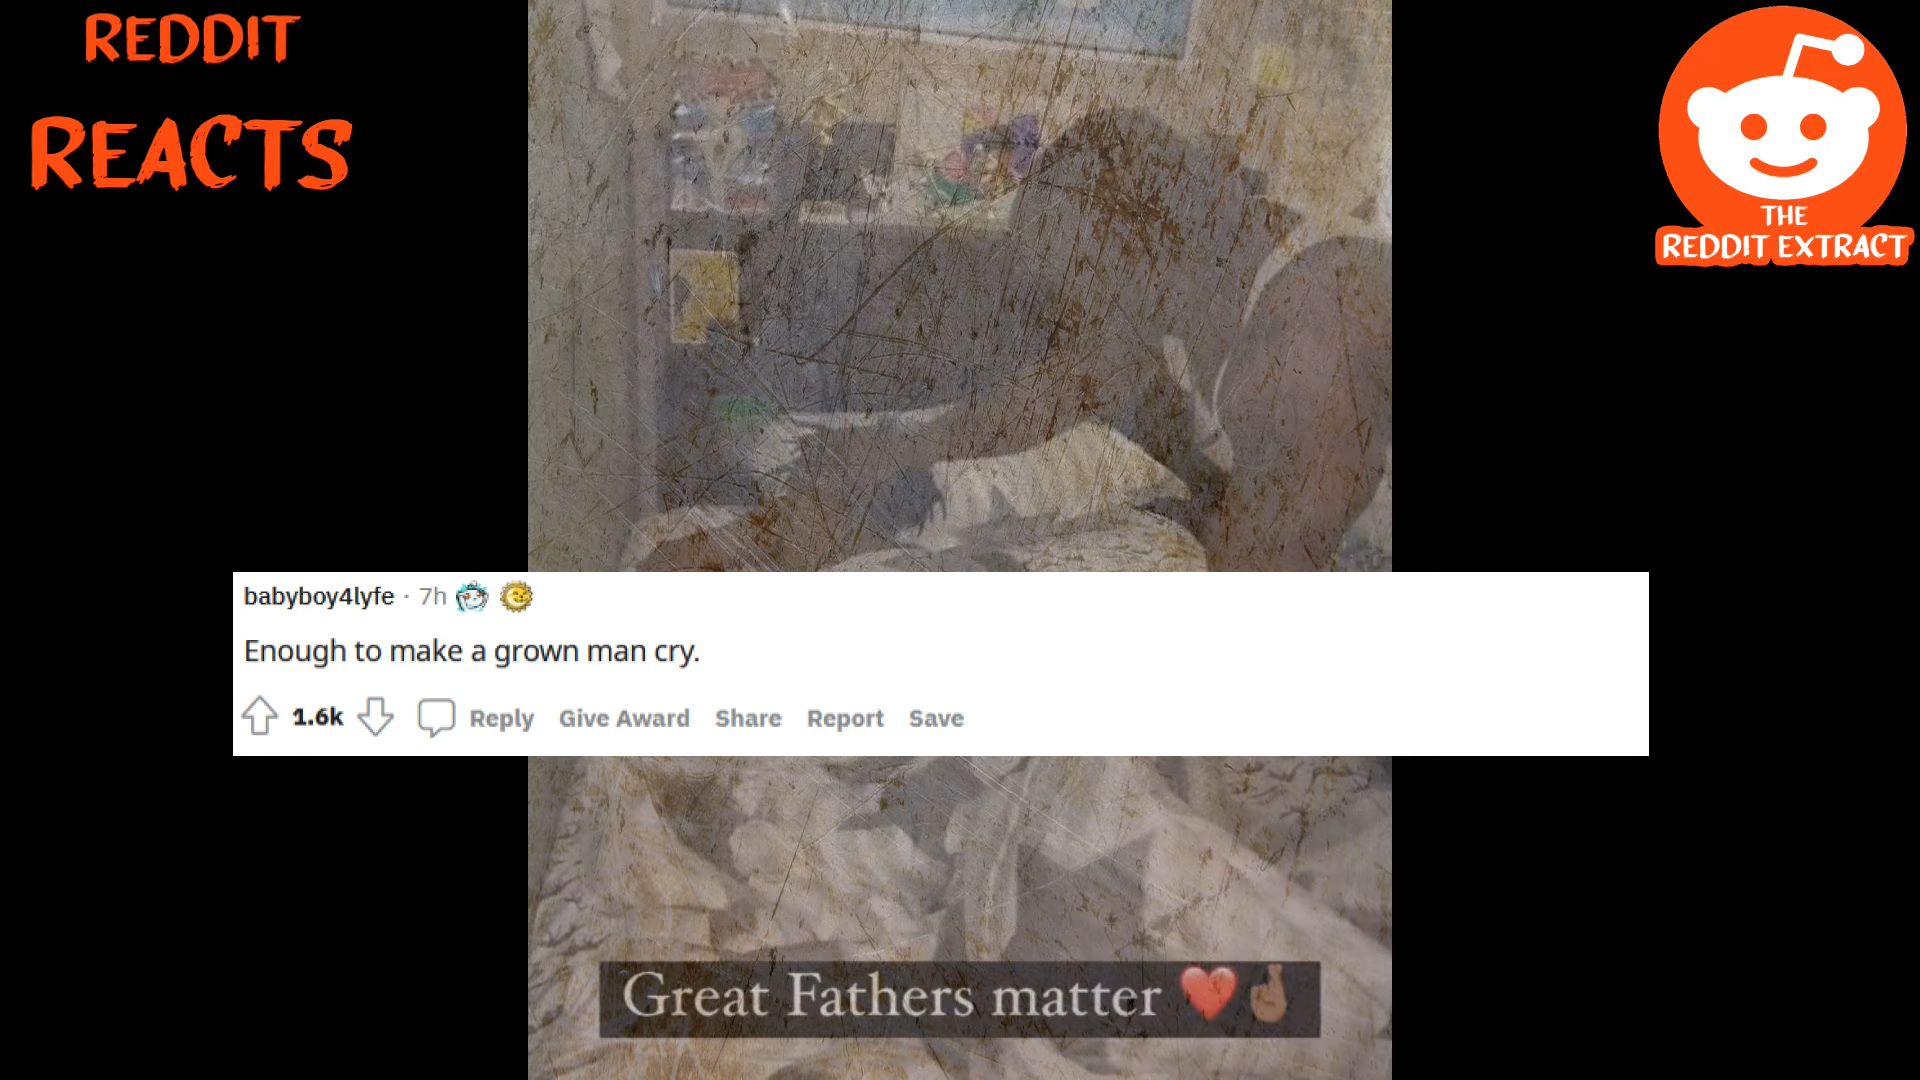 REDDIT
REACTS
THE
REDDIT EXTRACT
babyboy4lyfe · 7h
Enough to make a grown man cry.
1.6k Reply Give Award Share Report Save
Great Fathers matter ❤️🤞🏽